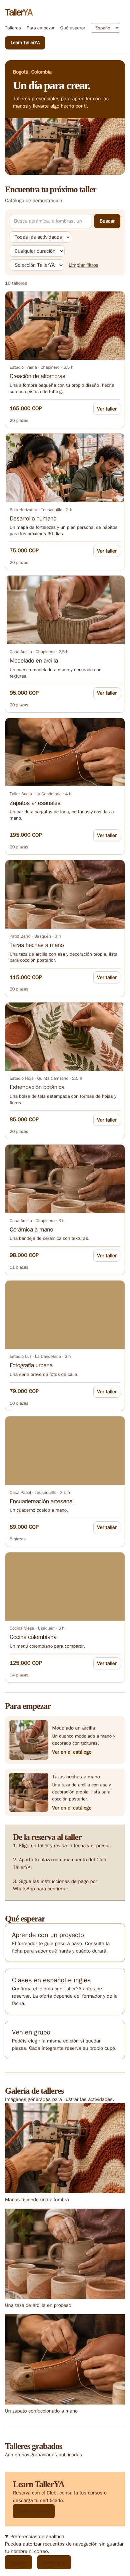 TallerYA
Talleres Para empezar Qué esperar Español
Learn TallerYA
Bogotá, Colombia
Un día para crear.
Talleres presenciales para aprender con las
manos y llevarte algo hecho por ti.
Encuentra tu próximo taller
Catálogo de demostración
Busca cerámica, alfombras, un Buscar
Todas las actividades
Cualquier duración
Selección TallerYA Limpiar filtros
10 talleres
Estudio Trama · Chapinero · 3,5 h
Creación de alfombras
Una alfombra pequeña con tu propio diseño, hecha
con una pistola de tufting.
165.000 COP Ver taller
20 plazas
Sala Horizonte · Teusaquillo · 2 h
Desarrollo humano
Un mapa de fortalezas y un plan personal de hábitos
para los próximos 30 días.
75.000 COP Ver taller
20 plazas
Casa Arcilla · Chapinero · 2,5 h
Modelado en arcilla
Un cuenco modelado a mano y decorado con
texturas.
95.000 COP Ver taller
20 plazas
Taller Suela · La Candelaria · 4 h
Zapatos artesanales
Un par de alpargatas de lona, cortadas y cosidas a
mano.
195.000 COP Ver taller
20 plazas
Patio Barro · Usaquén · 3 h
Tazas hechas a mano
Una taza de arcilla con asa y decoración propia, lista
para cocción posterior.
115.000 COP Ver taller
20 plazas
Estudio Hoja · Quinta Camacho · 2,5 h
Estampación botánica
Una bolsa de tela estampada con formas de hojas y
flores.
85.000 COP Ver taller
20 plazas
Casa Arcilla · Chapinero · 3 h
Cerámica a mano
Una bandeja de cerámica con texturas.
98.000 COP Ver taller
11 plazas
Estudio Luz · La Candelaria · 2 h
Fotografía urbana
Una serie breve de fotos de calle.
79.000 COP Ver taller
10 plazas
Casa Papel · Teusaquillo · 2,5 h
Encuadernación artesanal
Un cuaderno cosido a mano.
89.000 COP Ver taller
8 plazas
Cocina Mesa · Usaquén · 3 h
Cocina colombiana
Un menú colombiano para compartir.
125.000 COP Ver taller
14 plazas
Para empezar
Modelado en arcilla
Un cuenco modelado a mano y
decorado con texturas.
Ver en el catálogo
Tazas hechas a mano
Una taza de arcilla con asa y
decoración propia, lista para
cocción posterior.
Ver en el catálogo
De la reserva al taller
1. Elige un taller y revisa la fecha y el precio.
2. Aparta tu plaza con una cuenta del Club
TallerYA.
3. Sigue las instrucciones de pago por
WhatsApp para confirmar.
Qué esperar
Aprende con un proyecto
El formador te guía paso a paso. Consulta la
ficha para saber qué harás y cuánto durará.
Clases en español e inglés
Confirma el idioma con TallerYA antes de
reservar. La oferta depende del formador y de la
fecha.
Ven en grupo
Podéis elegir la misma edición si quedan
plazas. Cada integrante reserva su propio cupo.
Galería de talleres
Imágenes generadas para ilustrar las actividades.
Manos tejiendo una alfombra
Una taza de arcilla en proceso
Un zapato confeccionado a mano
Talleres grabados
Aún no hay grabaciones publicadas.
Learn TallerYA
Reserva con el Club, consulta tus cursos o
descarga tu certificado.
▼ Preferencias de analítica
Puedes autorizar recuentos de navegación sin guardar
tu nombre ni correo.